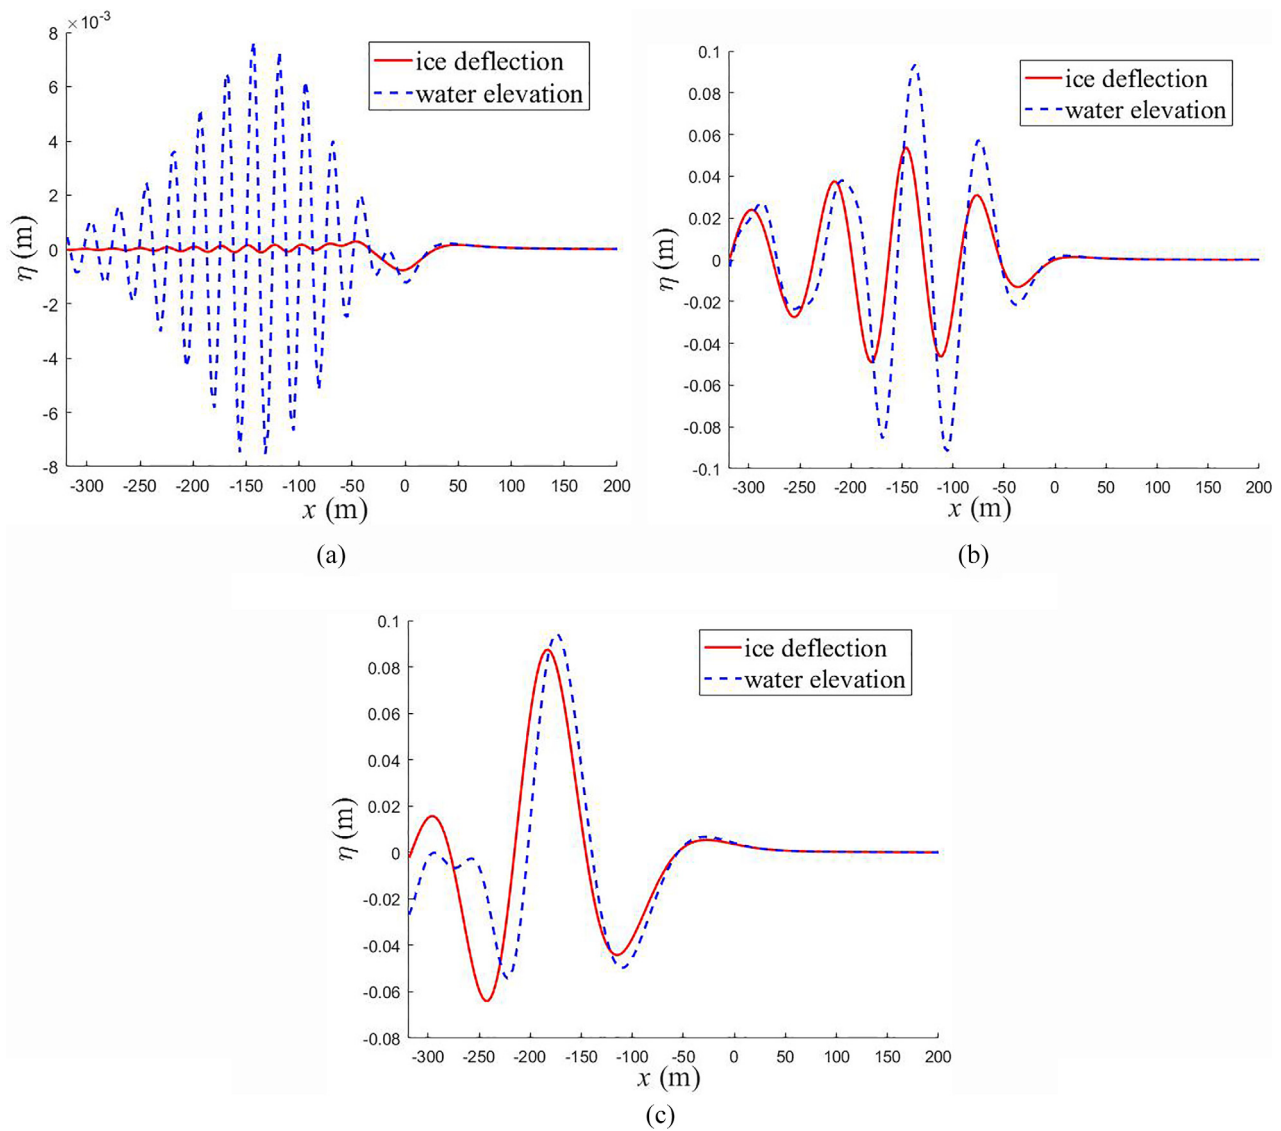 ×10⁻³
ice deflection
water elevation
8
6
4
2
0
-2
-4
-6
-8
η (m)
-300 -250 -200 -150 -100 -50 0 50 100 150 200
x (m)
(a)
ice deflection
water elevation
0.1
0.08
0.06
0.04
0.02
0
-0.02
-0.04
-0.06
-0.08
-0.1
η (m)
-300 -250 -200 -150 -100 -50 0 50 100 150 200
x (m)
(b)
ice deflection
water elevation
0.1
0.08
0.06
0.04
0.02
0
-0.02
-0.04
-0.06
-0.08
η (m)
-300 -250 -200 -150 -100 -50 0 50 100 150 200
x (m)
(c)